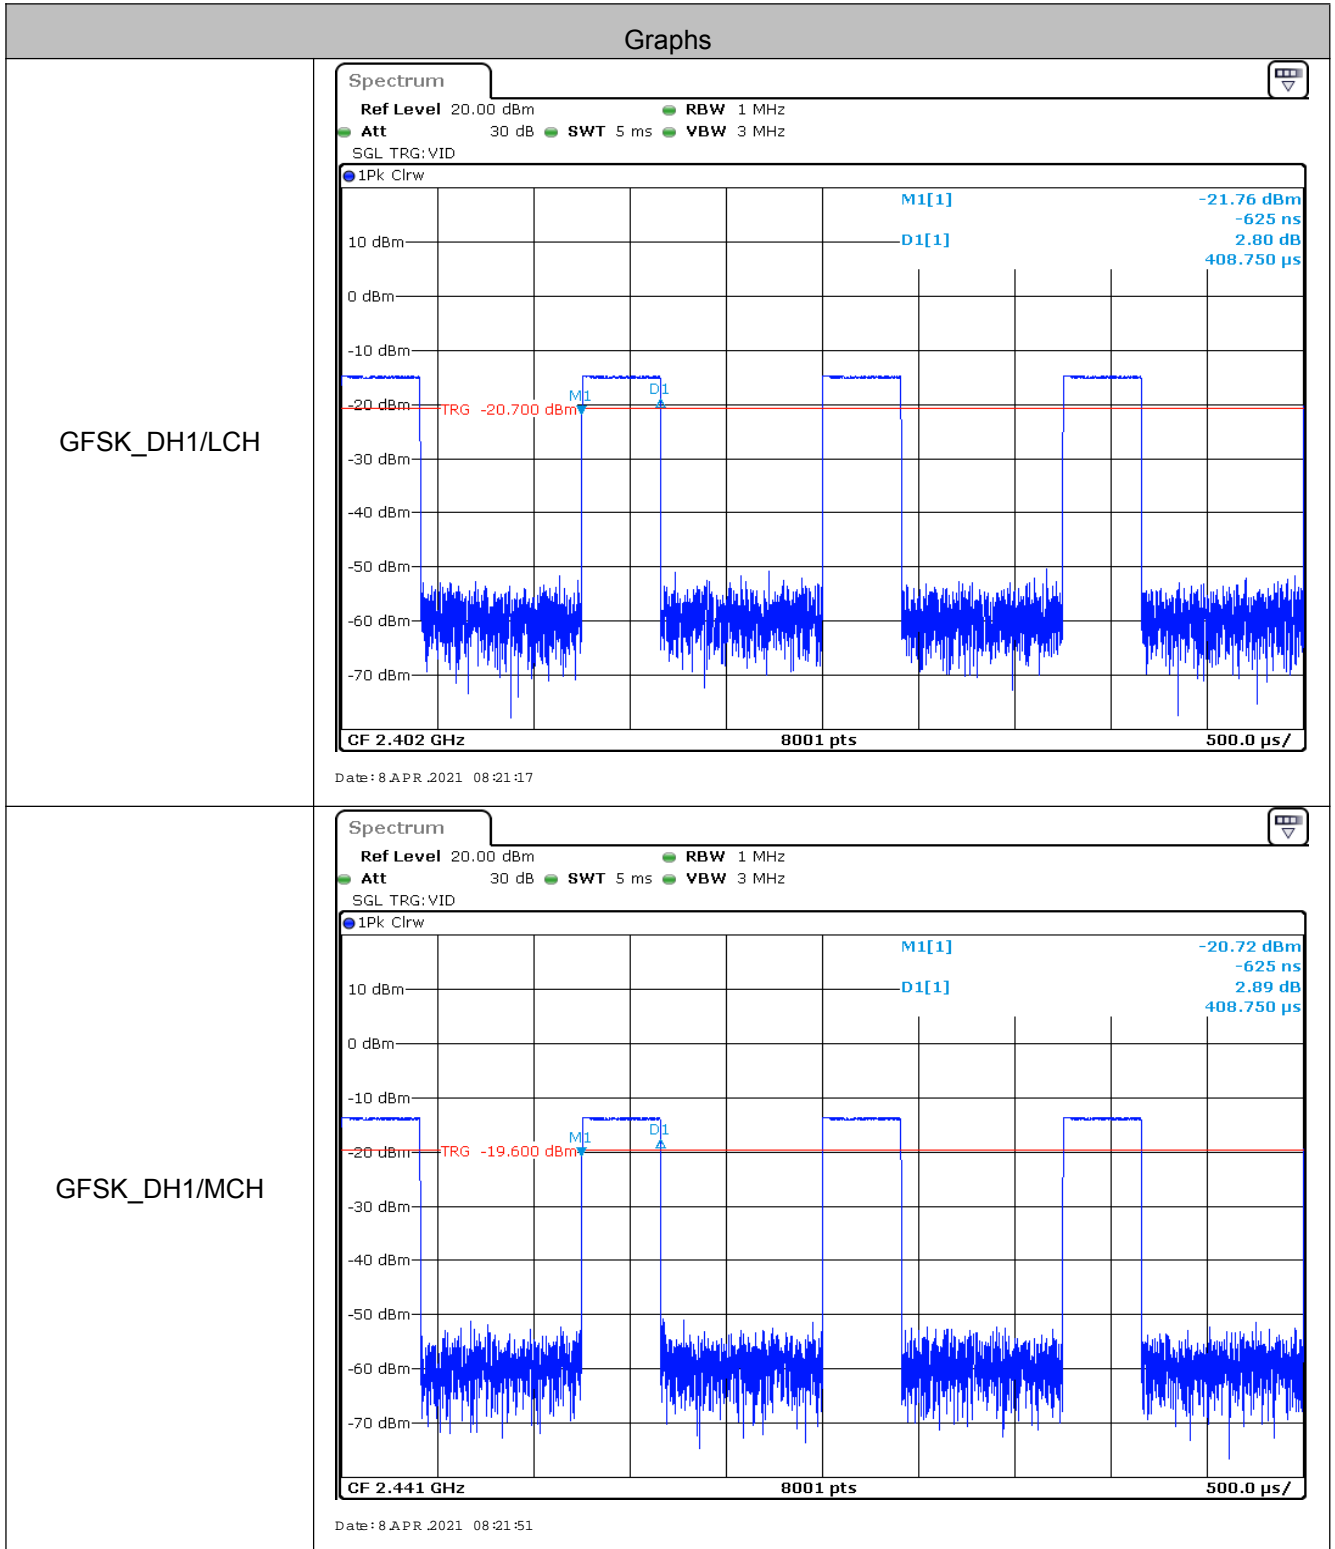 Graphs
GFSK_DH1/LCH
Spectrum
Ref Level 20.00 dBm RBW 1 MHz
Att 30 dB SWT 5 ms VBW 3 MHz
SGL TRG:VID
1Pk Clrw
M1[1] -21.76 dBm
-625 ns
10 dBm D1[1] 2.80 dB
408.750 µs
0 dBm
-10 dBm
M1 D1
-20 dBm TRG -20.700 dBm
-30 dBm
-40 dBm
-50 dBm
-60 dBm
-70 dBm
CF 2.402 GHz 8001 pts 500.0 µs/
Date: 8.APR.2021 08:21:17
GFSK_DH1/MCH
Spectrum
Ref Level 20.00 dBm RBW 1 MHz
Att 30 dB SWT 5 ms VBW 3 MHz
SGL TRG:VID
1Pk Clrw
M1[1] -20.72 dBm
-625 ns
10 dBm D1[1] 2.89 dB
408.750 µs
0 dBm
-10 dBm
M1 D1
-20 dBm TRG -19.600 dBm
-30 dBm
-40 dBm
-50 dBm
-60 dBm
-70 dBm
CF 2.441 GHz 8001 pts 500.0 µs/
Date: 8.APR.2021 08:21:51